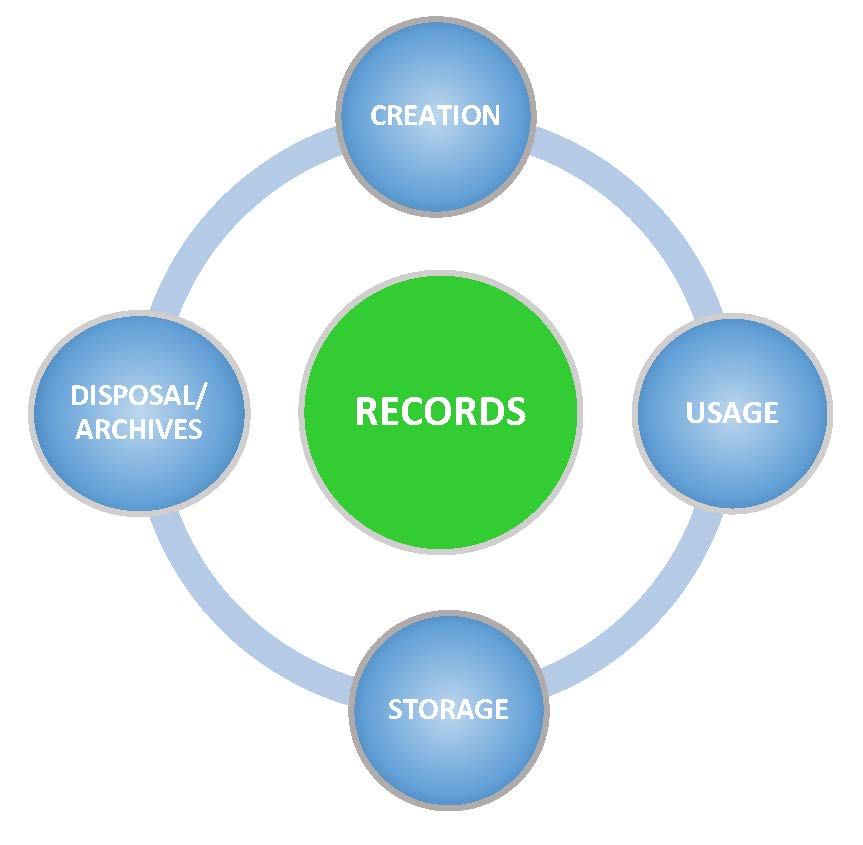 CREATION
DISPOSAL/
ARCHIVES
RECORDS
USAGE
STORAGE